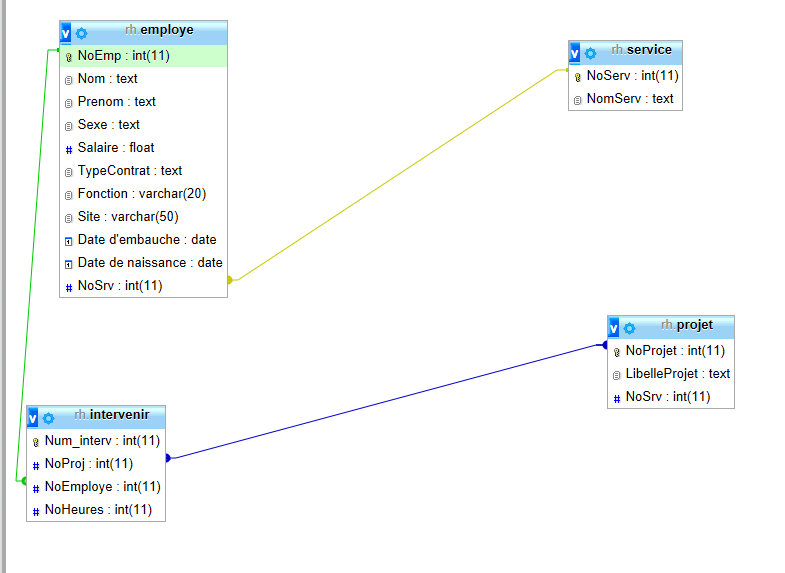 rh.employe
NoEmp : int(11)
Nom : text
Prenom : text
Sexe : text
Salaire : float
TypeContrat : text
Fonction : varchar(20)
Site : varchar(50)
Date d'embauche : date
Date de naissance : date
NoSrv : int(11)
rh.service
NoServ : int(11)
NomServ : text
rh.projet
NoProjet : int(11)
LibelleProjet : text
NoSrv : int(11)
rh.intervenir
Num_interv : int(11)
NoProj : int(11)
NoEmploye : int(11)
NoHeures : int(11)